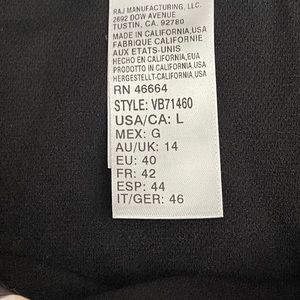 RAJ MANUFACTURING, LLC.
2692 DOW AVENUE
TUSTIN, CA. 92780
MADE IN CALIFORNIA,USA
FABRIQUE CALIFORNIE
AUX ETATS-UNIS
HECHO EN CALIFORNIA,EUA
PRODOTTO IN CALIFORNIA,USA
HERGESTELLT-CALIFORNIA,USA
RN 46664
STYLE: VB71460
USA/CA: L
MEX: G
AU/UK: 14
EU: 40
FR: 42
ESP: 44
IT/GER: 46